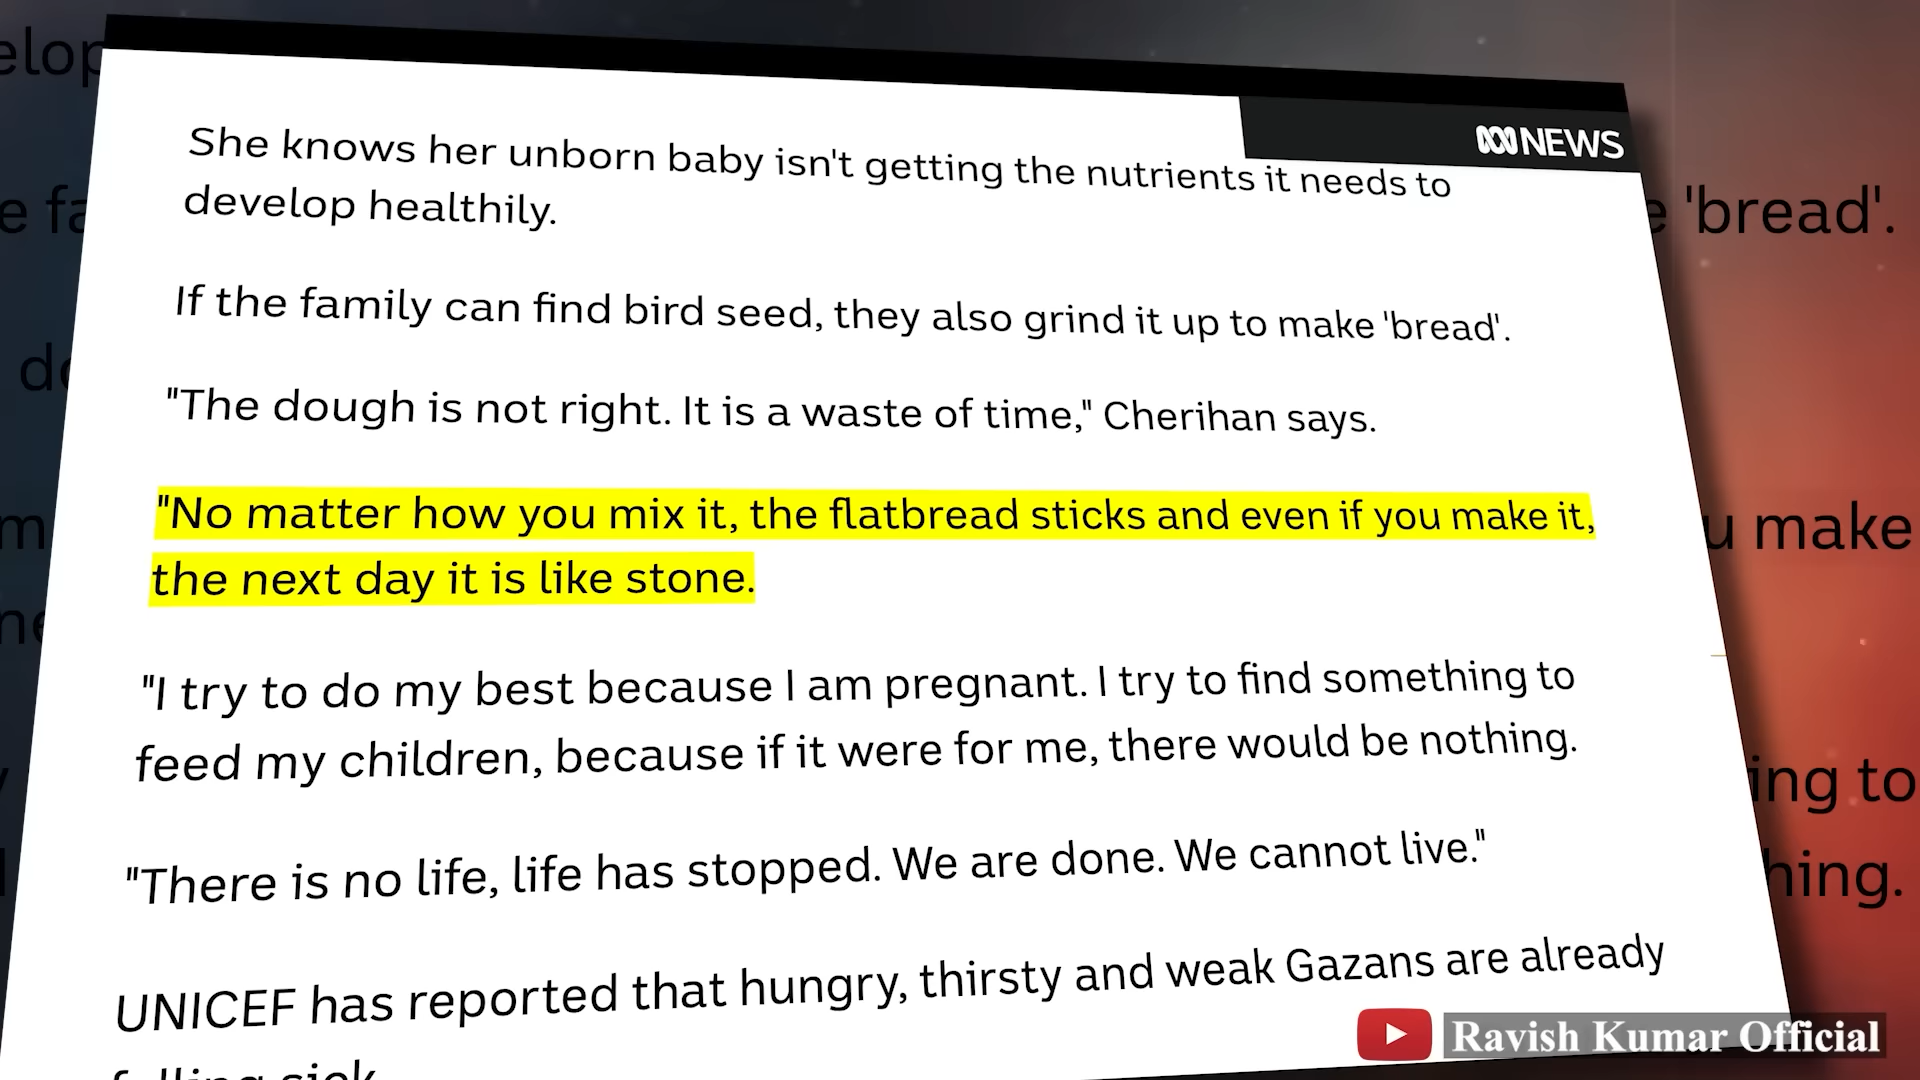 NEWS
She knows her unborn baby isn't getting the nutrients it needs to
develop healthily.
If the family can find bird seed, they also grind it up to make 'bread'.
"The dough is not right. It is a waste of time," Cherihan says.
"No matter how you mix it, the flatbread sticks and even if you make it,
the next day it is like stone.
"I try to do my best because I am pregnant. I try to find something to
feed my children, because if it were for me, there would be nothing.
"There is no life, life has stopped. We are done. We cannot live."
UNICEF has reported that hungry, thirsty and weak Gazans are already
Ravish Kumar Official